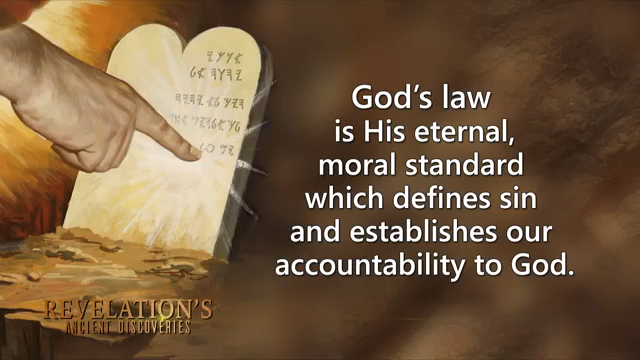 God's law
is His eternal,
moral standard
which defines sin
and establishes our
accountability to God.
REVELATION'S
ANCIENT DISCOVERIES